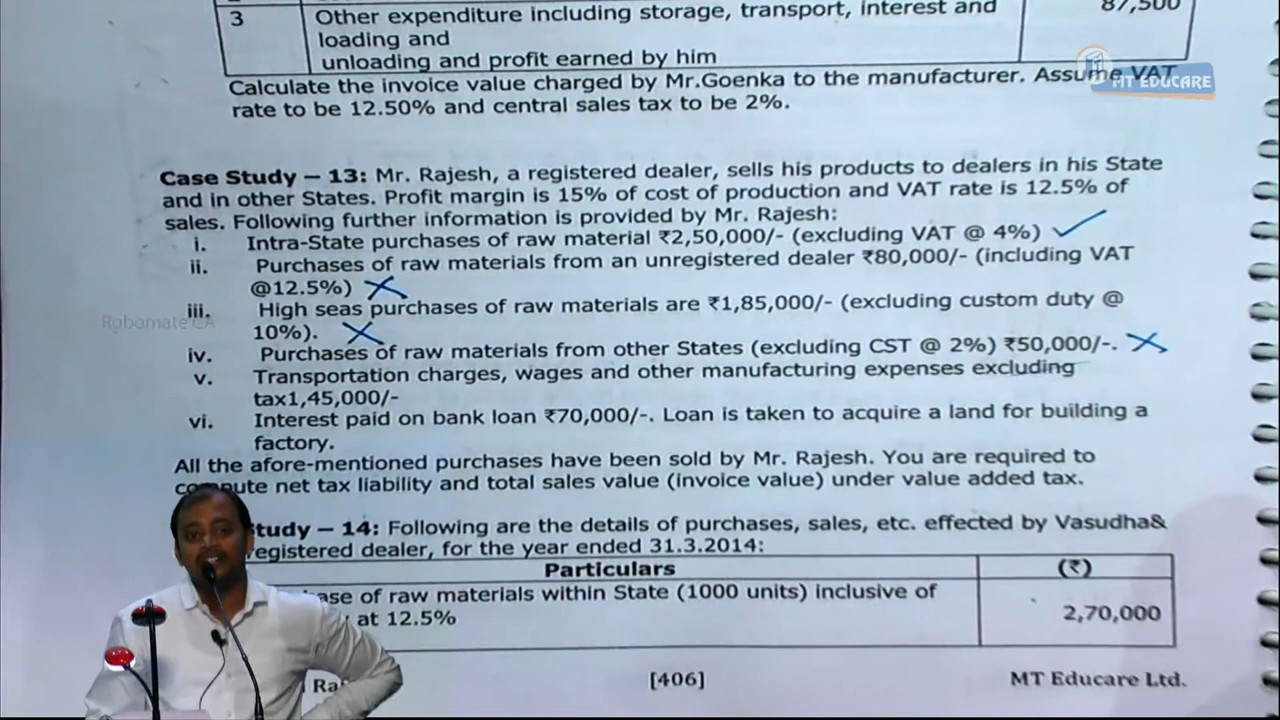 3 Other expenditure including storage, transport, interest and 87,500
loading and
unloading and profit earned by him
Calculate the invoice value charged by Mr.Goenka to the manufacturer. Assume VAT
MT EDUCARE
rate to be 12.50% and central sales tax to be 2%.
Case Study – 13: Mr. Rajesh, a registered dealer, sells his products to dealers in his State
and in other States. Profit margin is 15% of cost of production and VAT rate is 12.5% of
sales. Following further information is provided by Mr. Rajesh:
i. Intra-State purchases of raw material ₹2,50,000/- (excluding VAT @ 4%)
ii. Purchases of raw materials from an unregistered dealer ₹80,000/- (including VAT
@12.5%)
iii. High seas purchases of raw materials are ₹1,85,000/- (excluding custom duty @
Robomate CA
10%).
iv. Purchases of raw materials from other States (excluding CST @ 2%) ₹50,000/-.
v. Transportation charges, wages and other manufacturing expenses excluding
tax1,45,000/-
vi. Interest paid on bank loan ₹70,000/-. Loan is taken to acquire a land for building a
factory.
All the afore-mentioned purchases have been sold by Mr. Rajesh. You are required to
compute net tax liability and total sales value (invoice value) under value added tax.
tudy – 14: Following are the details of purchases, sales, etc. effected by Vasudha&
egistered dealer, for the year ended 31.3.2014:
Particulars (₹)
ase of raw materials within State (1000 units) inclusive of
at 12.5% 2,70,000
Ra [406] MT Educare Ltd.